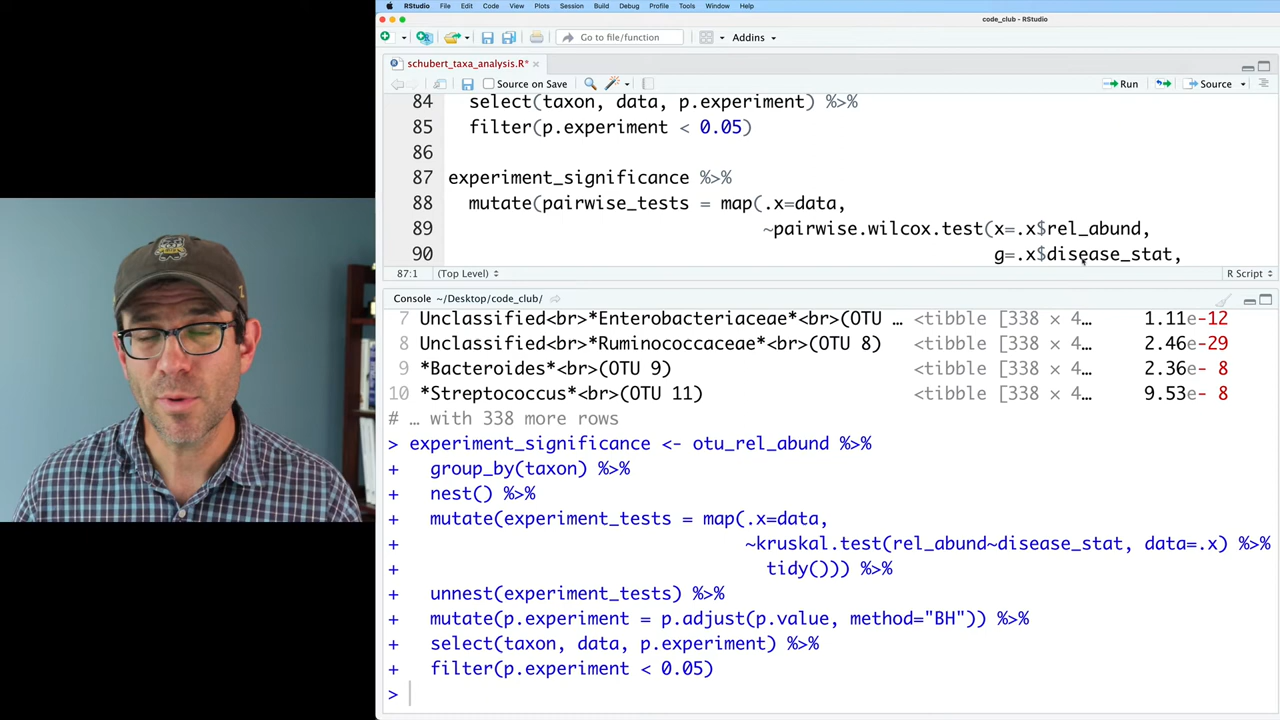 RStudio File Edit Code View Plots Session Build Debug Profile Tools Window Help
code_club - RStudio
Go to file/function Addins
schubert_taxa_analysis.R*
Source on Save Run Source
84 select(taxon, data, p.experiment) %>%
85 filter(p.experiment < 0.05)
86
87 experiment_significance %>%
88 mutate(pairwise_tests = map(.x=data,
89 ~pairwise.wilcox.test(x=.x$rel_abund,
90 g=.x$disease_stat,
87:1 (Top Level) R Script
Console ~/Desktop/code_club/
7 Unclassified<br>*Enterobacteriaceae*<br>(OTU … <tibble [338 × 4… 1.11e-12
8 Unclassified<br>*Ruminococcaceae*<br>(OTU 8) <tibble [338 × 4… 2.46e-29
9 *Bacteroides*<br>(OTU 9) <tibble [338 × 4… 2.36e- 8
10 *Streptococcus*<br>(OTU 11) <tibble [338 × 4… 9.53e- 8
# … with 338 more rows
> experiment_significance <- otu_rel_abund %>%
+ group_by(taxon) %>%
+ nest() %>%
+ mutate(experiment_tests = map(.x=data,
+ ~kruskal.test(rel_abund~disease_stat, data=.x) %>%
+ tidy())) %>%
+ unnest(experiment_tests) %>%
+ mutate(p.experiment = p.adjust(p.value, method="BH")) %>%
+ select(taxon, data, p.experiment) %>%
+ filter(p.experiment < 0.05)
>